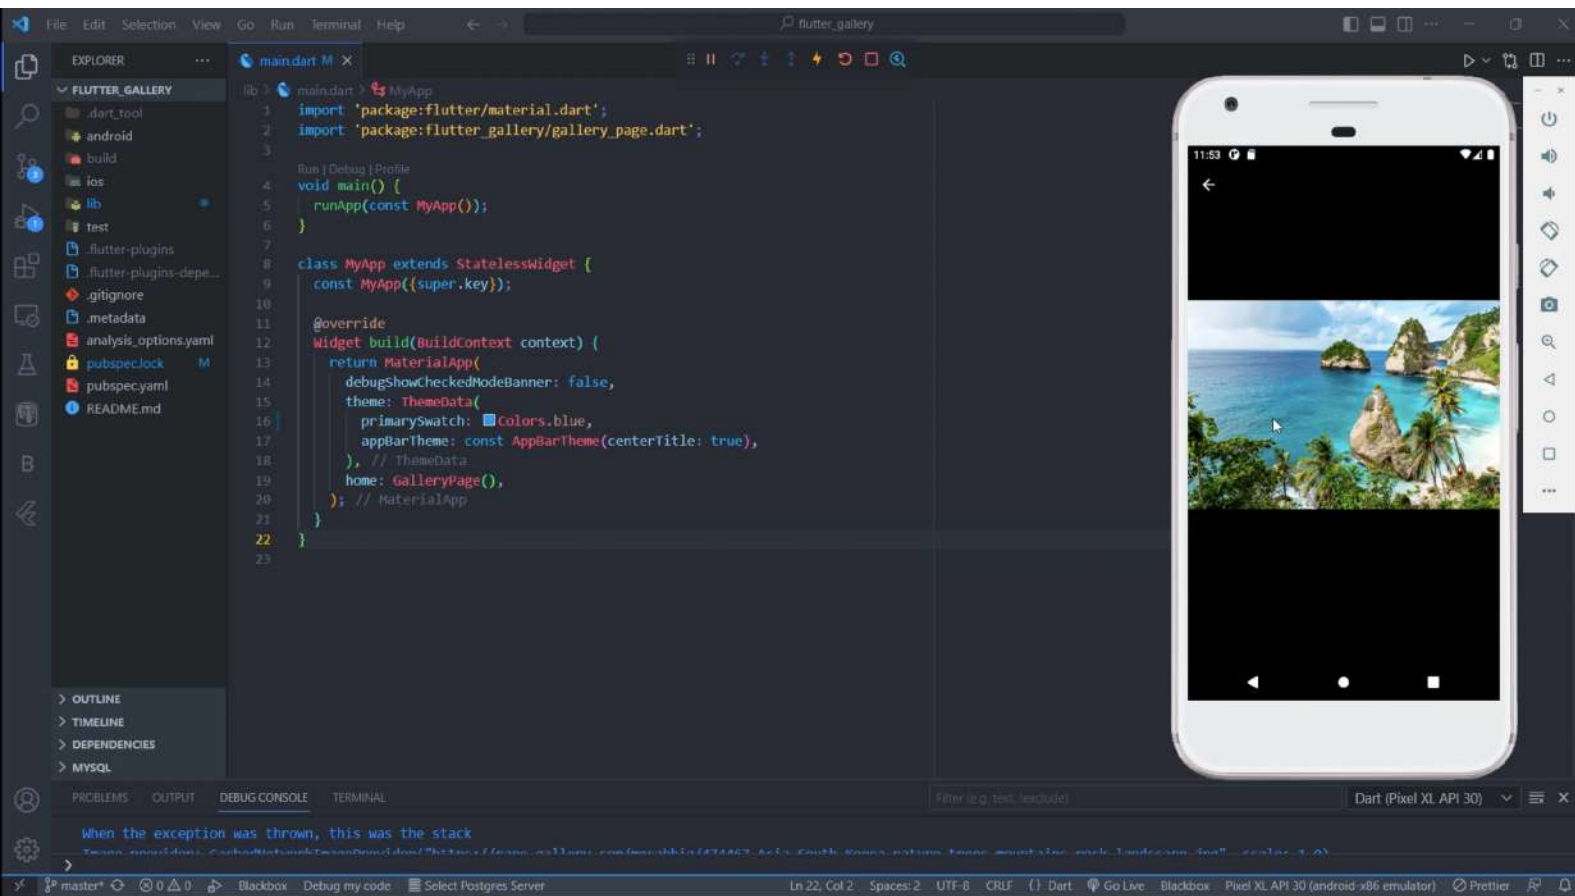 File Edit Selection View Go Run Terminal Help
flutter_gallery
EXPLORER
main.dart M
FLUTTER_GALLERY
.dart_tool
android
build
ios
lib
test
.flutter-plugins
.flutter-plugins-depe...
.gitignore
.metadata
analysis_options.yaml
pubspec.lock M
pubspec.yaml
README.md
OUTLINE
TIMELINE
DEPENDENCIES
MYSQL
lib > main.dart > MyApp
1 import 'package:flutter/material.dart';
2 import 'package:flutter_gallery/gallery_page.dart';
3
Run | Debug | Profile
4 void main() {
5 runApp(const MyApp());
6 }
7
8 class MyApp extends StatelessWidget {
9 const MyApp({super.key});
10
11 @override
12 Widget build(BuildContext context) {
13 return MaterialApp(
14 debugShowCheckedModeBanner: false,
15 theme: ThemeData(
16 primarySwatch: Colors.blue,
17 appBarTheme: const AppBarTheme(centerTitle: true),
18 ), // ThemeData
19 home: GalleryPage(),
20 ); // MaterialApp
21 }
22 }
23
11:53
PROBLEMS OUTPUT DEBUG CONSOLE TERMINAL
Filter (e.g. text, !exclude)
Dart (Pixel XL API 30)
When the exception was thrown, this was the stack
master* 0 0 Blackbox Debug my code Select Postgres Server
Ln 22, Col 2 Spaces: 2 UTF-8 CRLF {} Dart Go Live Blackbox Pixel XL API 30 (android-x86 emulator) Prettier